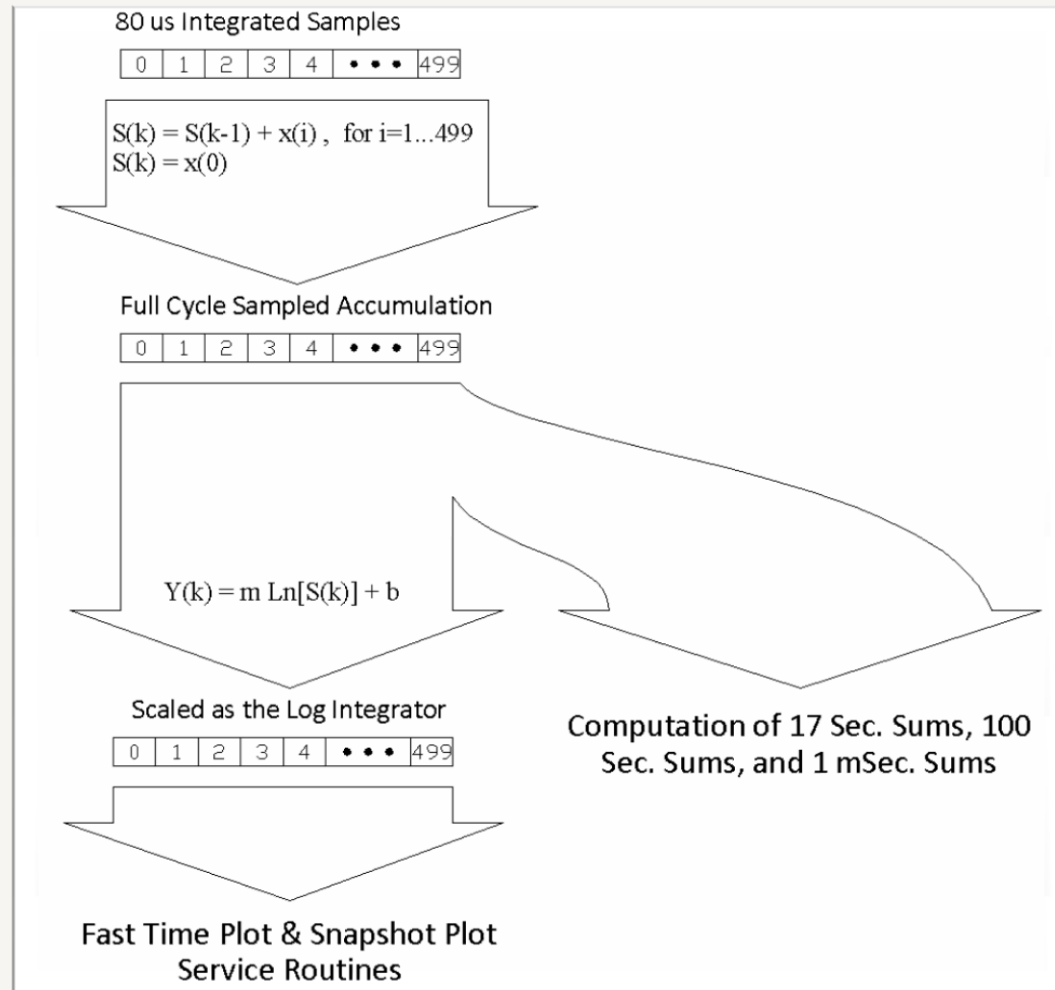 80 us Integrated Samples
0 1 2 3 4 • • • 499
S(k) = S(k-1) + x(i) , for i=1...499
S(k) = x(0)
Full Cycle Sampled Accumulation
0 1 2 3 4 • • • 499
Y(k) = m Ln[S(k)] + b
Scaled as the Log Integrator
0 1 2 3 4 • • • 499
Computation of 17 Sec. Sums, 100
Sec. Sums, and 1 mSec. Sums
Fast Time Plot & Snapshot Plot
Service Routines